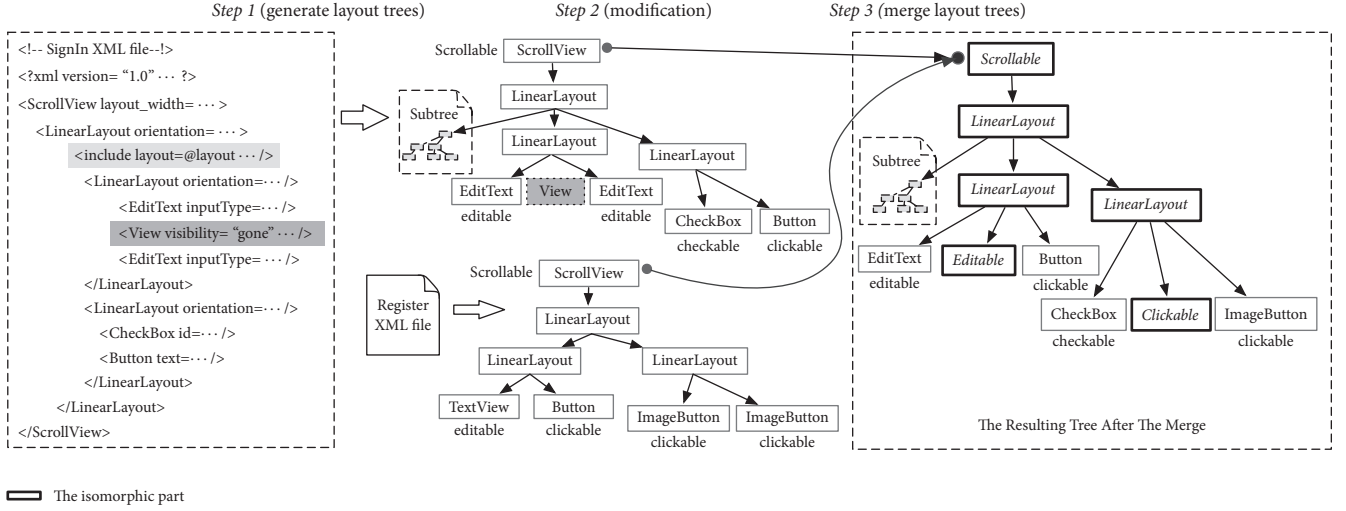 Step 1 (generate layout trees)
Step 2 (modification)
Step 3 (merge layout trees)
<!-- SignIn XML file--!>
<?xml version= “1.0” ··· ?>
<ScrollView layout_width= ··· >
<LinearLayout orientation= ··· >
<include layout=@layout ··· />
<LinearLayout orientation=··· />
<EditText inputType=··· />
<View visibility= “gone” ··· />
<EditText inputType=··· />
</LinearLayout>
<LinearLayout orientation=··· />
<CheckBox id=··· />
<Button text=··· />
</LinearLayout>
</LinearLayout>
</ScrollView>
Scrollable
ScrollView
LinearLayout
Subtree
LinearLayout
LinearLayout
EditText
editable
View
EditText
editable
CheckBox
checkable
Button
clickable
Register
XML file
Scrollable
ScrollView
LinearLayout
LinearLayout
LinearLayout
TextView
editable
Button
clickable
ImageButton
clickable
ImageButton
clickable
Scrollable
LinearLayout
Subtree
LinearLayout
LinearLayout
EditText
editable
Editable
Button
clickable
CheckBox
checkable
Clickable
ImageButton
clickable
The Resulting Tree After The Merge
The isomorphic part